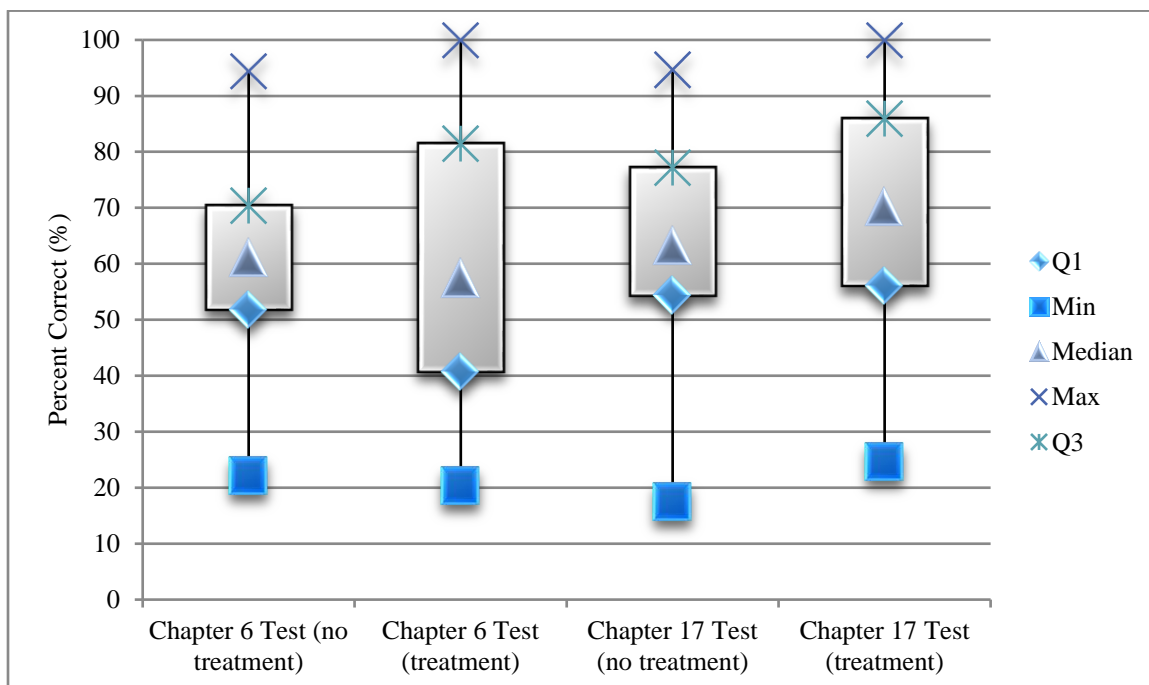 100
90
80
70
60
50
40
30
20
10
0
Percent Correct (%)
Chapter 6 Test (no
treatment)
Chapter 6 Test
(treatment)
Chapter 17 Test
(no treatment)
Chapter 17 Test
(treatment)
Q1
Min
Median
Max
Q3